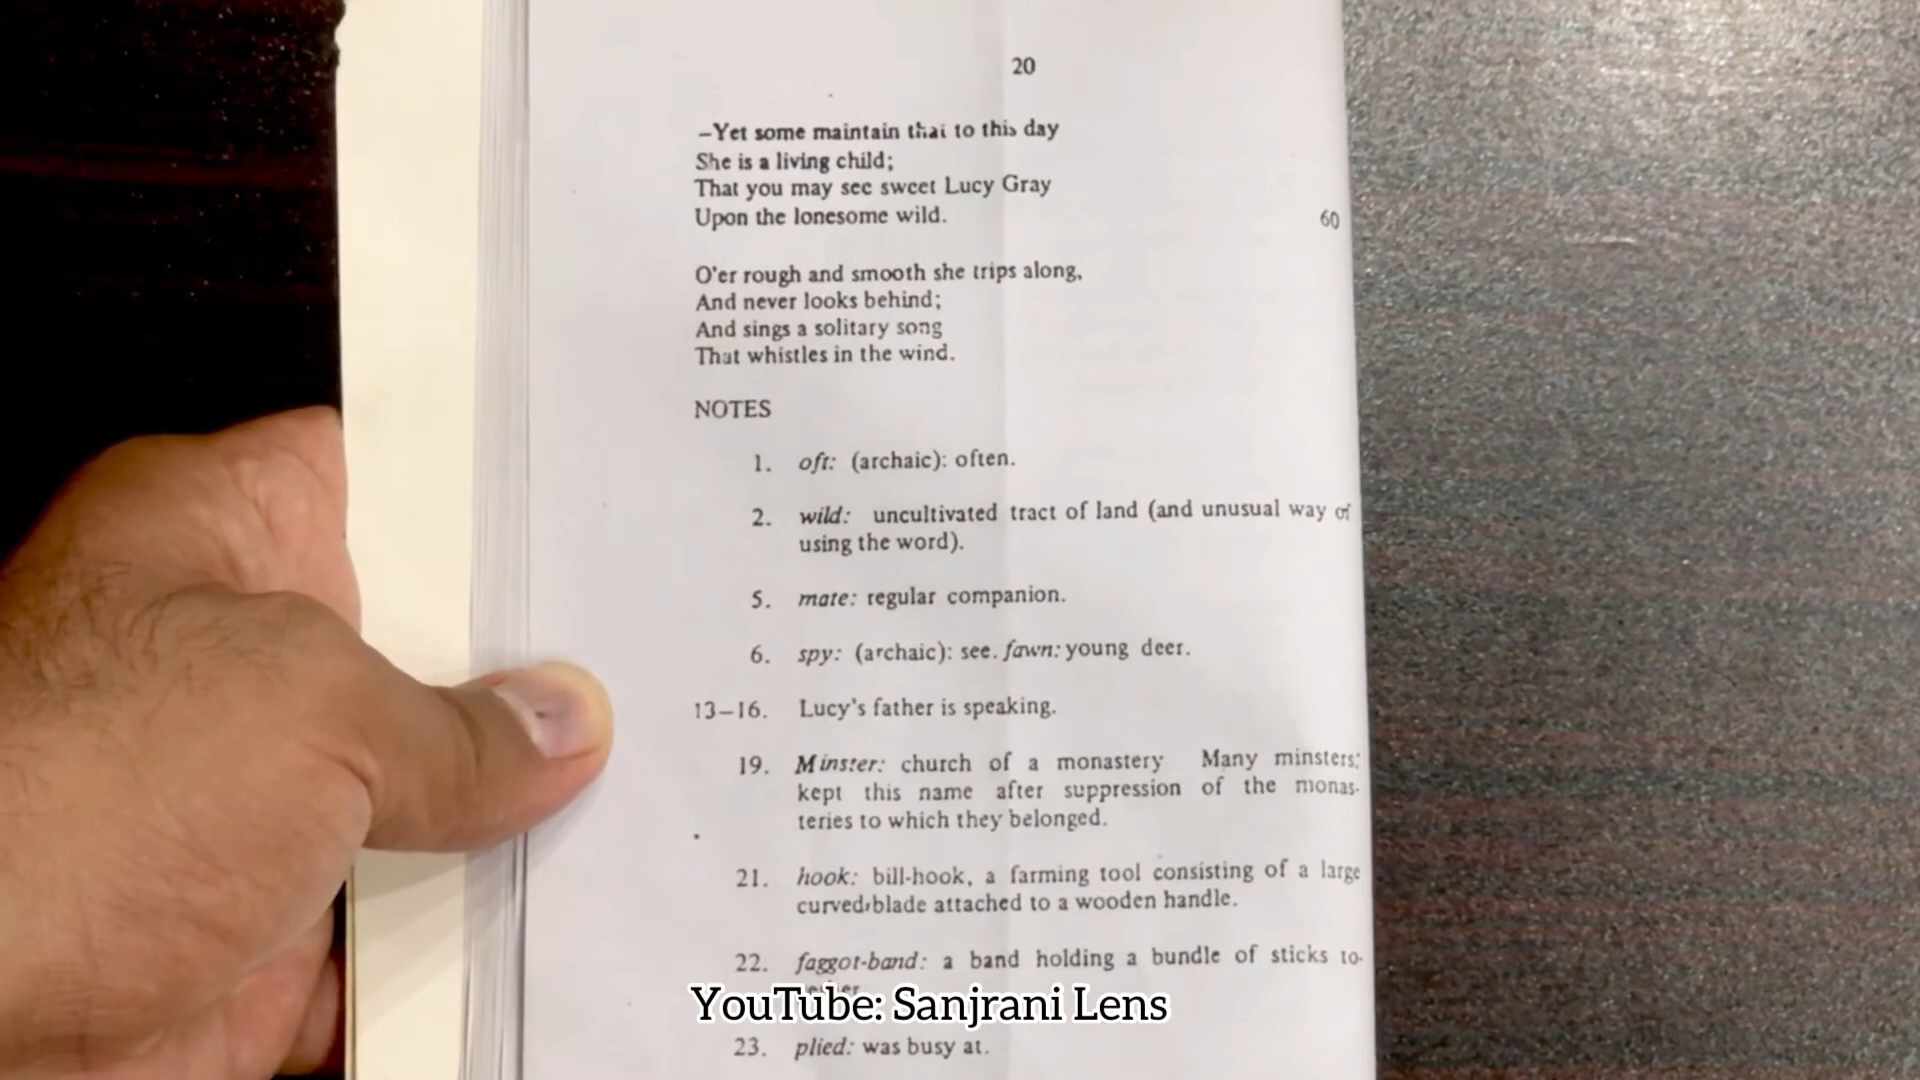 20
–Yet some maintain that to this day
She is a living child;
That you may see sweet Lucy Gray
Upon the lonesome wild.
60
O'er rough and smooth she trips along,
And never looks behind;
And sings a solitary song
That whistles in the wind.
NOTES
1. oft: (archaic): often.
2. wild: uncultivated tract of land (and unusual way of
using the word).
5. mate: regular companion.
6. spy: (archaic): see. fawn: young deer.
13–16. Lucy's father is speaking.
19. Minster: church of a monastery Many minsters;
kept this name after suppression of the monas-
teries to which they belonged.
21. hook: bill-hook, a farming tool consisting of a large
curved blade attached to a wooden handle.
22. faggot-band: a band holding a bundle of sticks to-
YouTube: Sanjrani Lens
23. plied: was busy at.